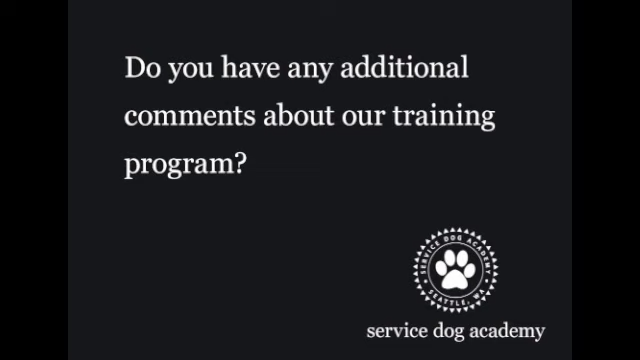 Do you have any additional
comments about our training
program?
SERVICE DOG ACADEMY
SEATTLE, WA
service dog academy